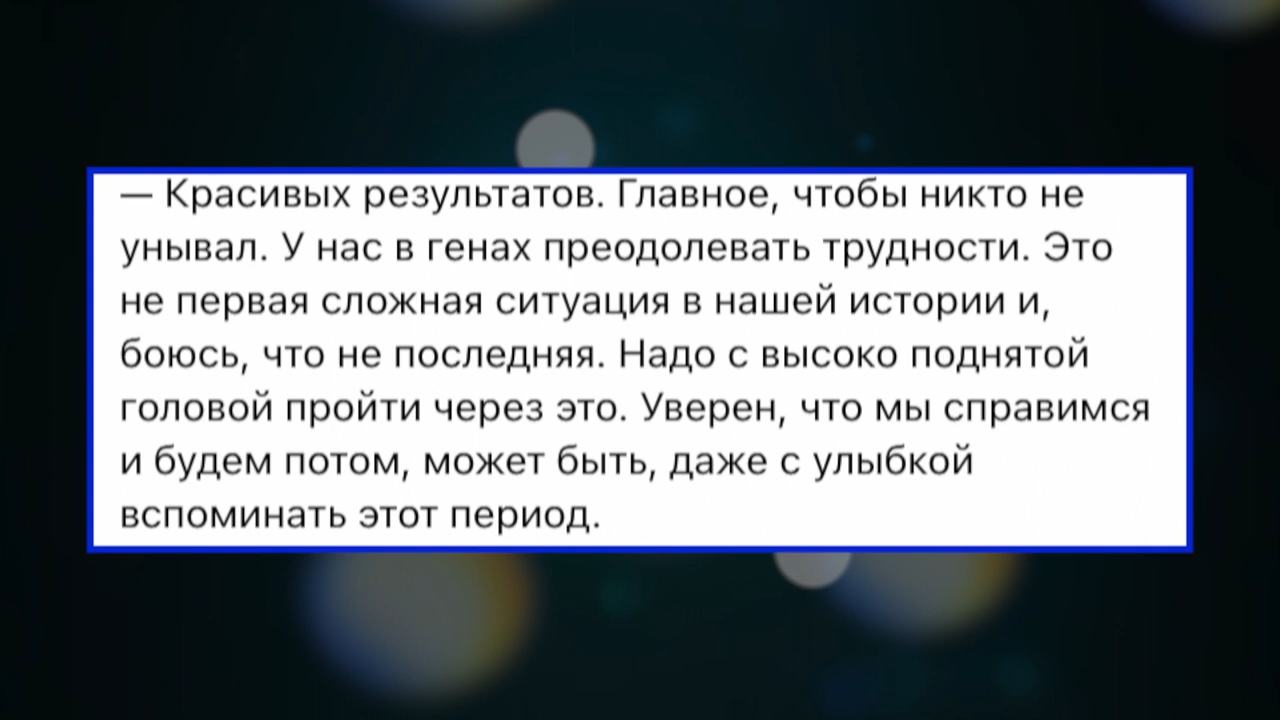 — Красивых результатов. Главное, чтобы никто не
унывал. У нас в генах преодолевать трудности. Это
не первая сложная ситуация в нашей истории и,
боюсь, что не последняя. Надо с высоко поднятой
головой пройти через это. Уверен, что мы справимся
и будем потом, может быть, даже с улыбкой
вспоминать этот период.